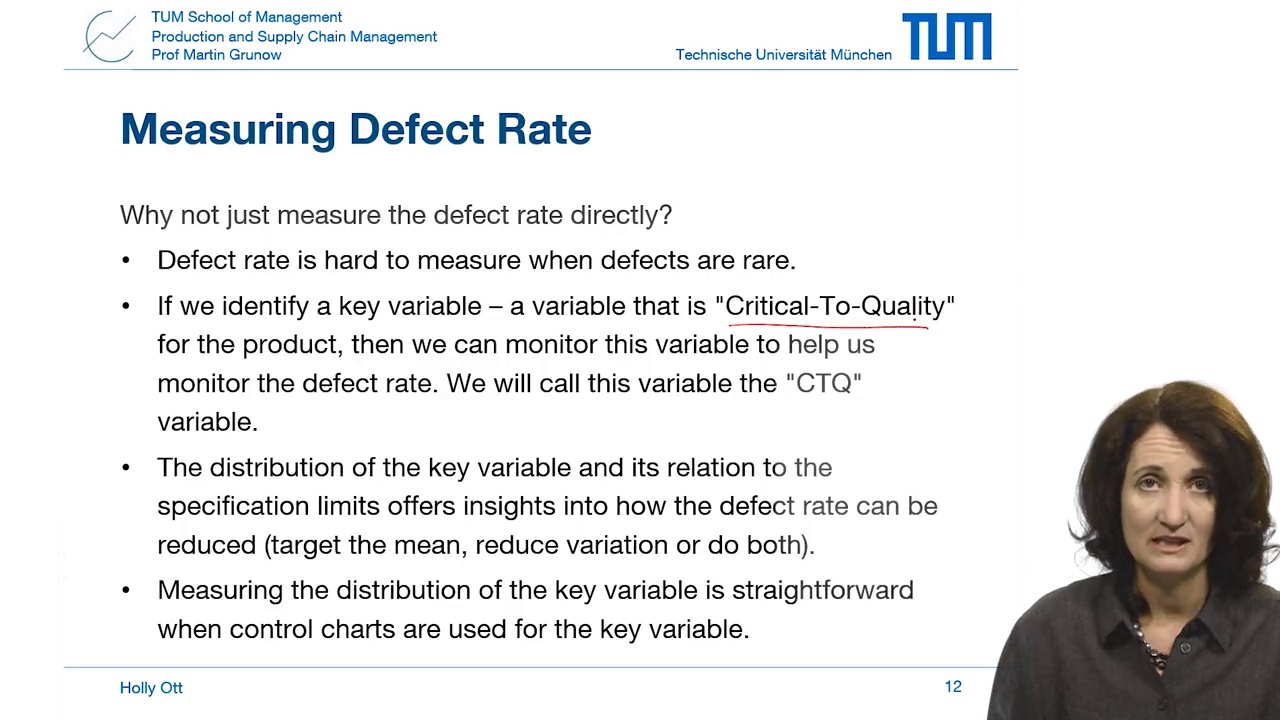 TUM School of Management
Production and Supply Chain Management
Prof Martin Grunow
Technische Universität München
TUM
Measuring Defect Rate
Why not just measure the defect rate directly?
• Defect rate is hard to measure when defects are rare.
• If we identify a key variable – a variable that is "Critical-To-Quality"
for the product, then we can monitor this variable to help us
monitor the defect rate. We will call this variable the "CTQ"
variable.
• The distribution of the key variable and its relation to the
specification limits offers insights into how the defect rate can be
reduced (target the mean, reduce variation or do both).
• Measuring the distribution of the key variable is straightforward
when control charts are used for the key variable.
Holly Ott
12